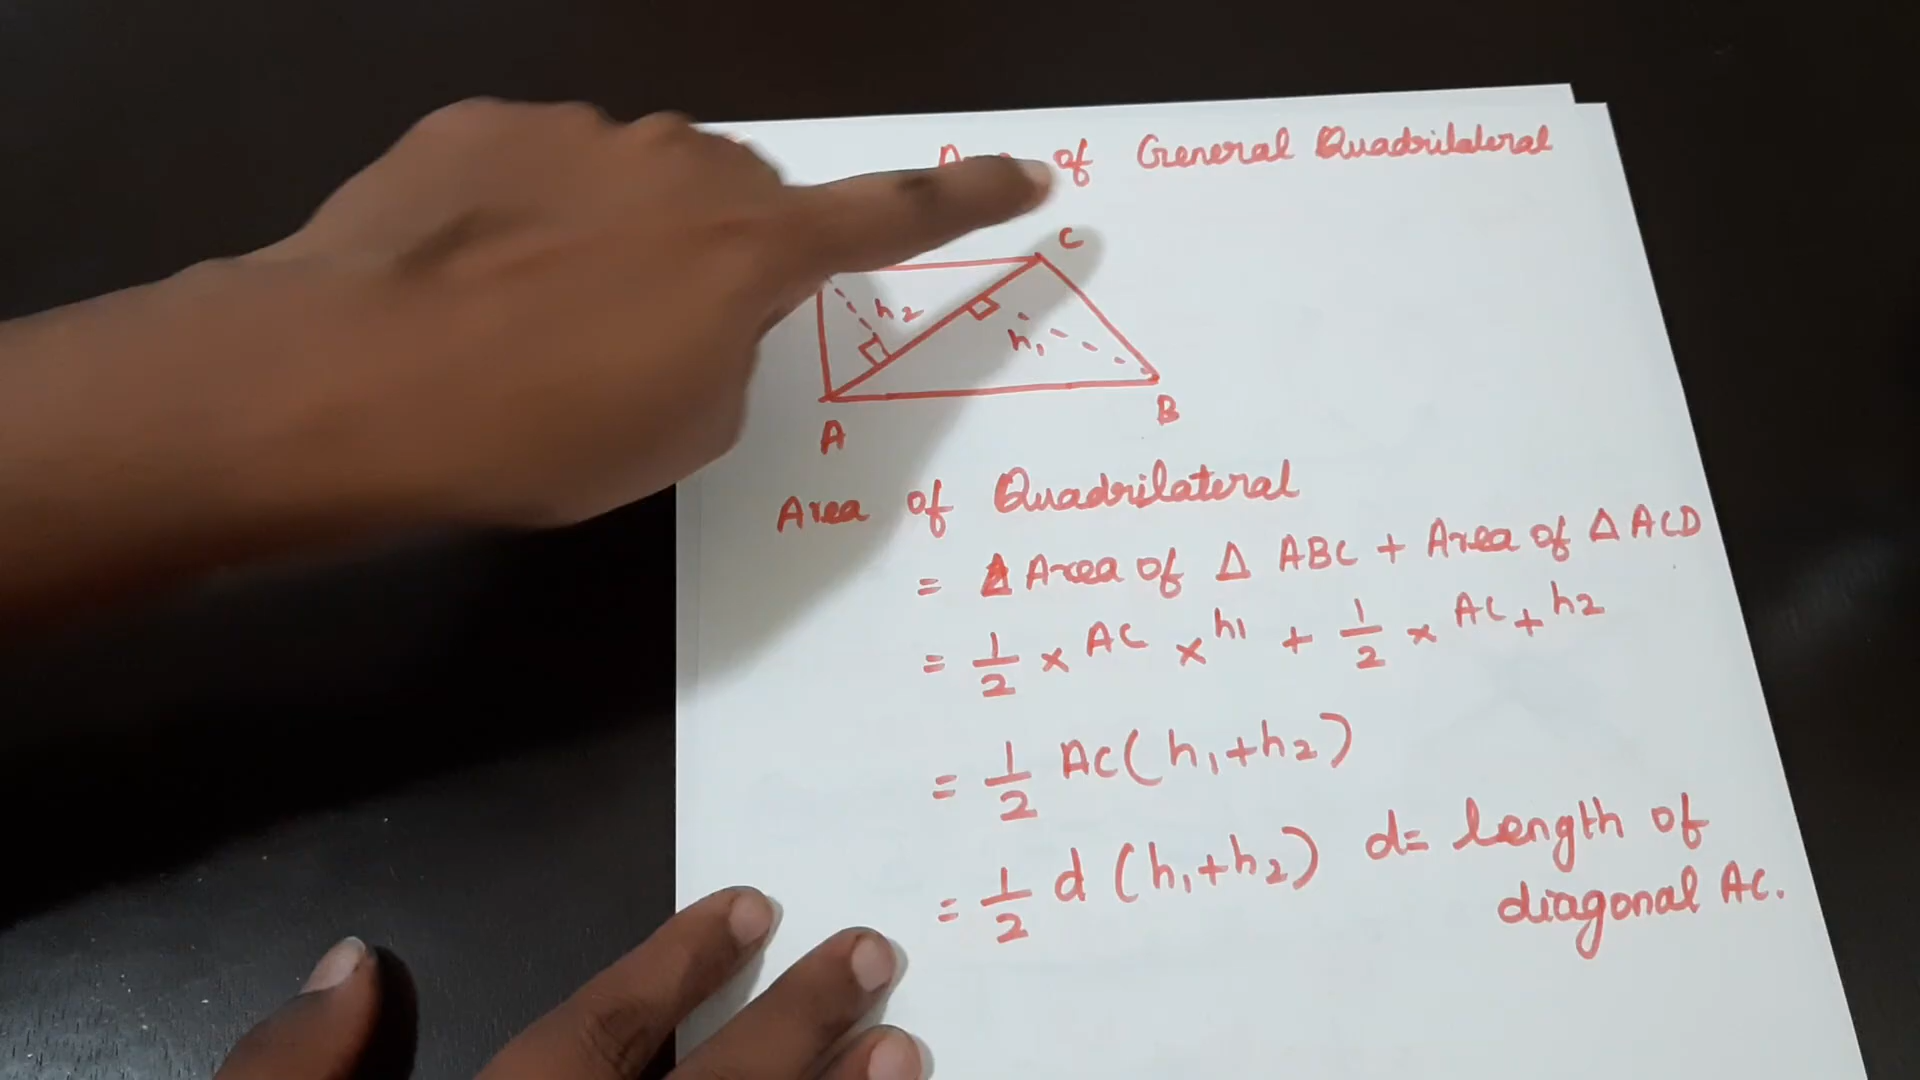 of General Quadrilateral
C
h2
h1
B
A
Area of Quadrilateral
= Area of Δ ABC + Area of Δ ACD
= 1/2 × AC × h1 + 1/2 × AC + h2
= 1/2 AC(h1+h2)
= 1/2 d (h1+h2) d= length of
diagonal AC.